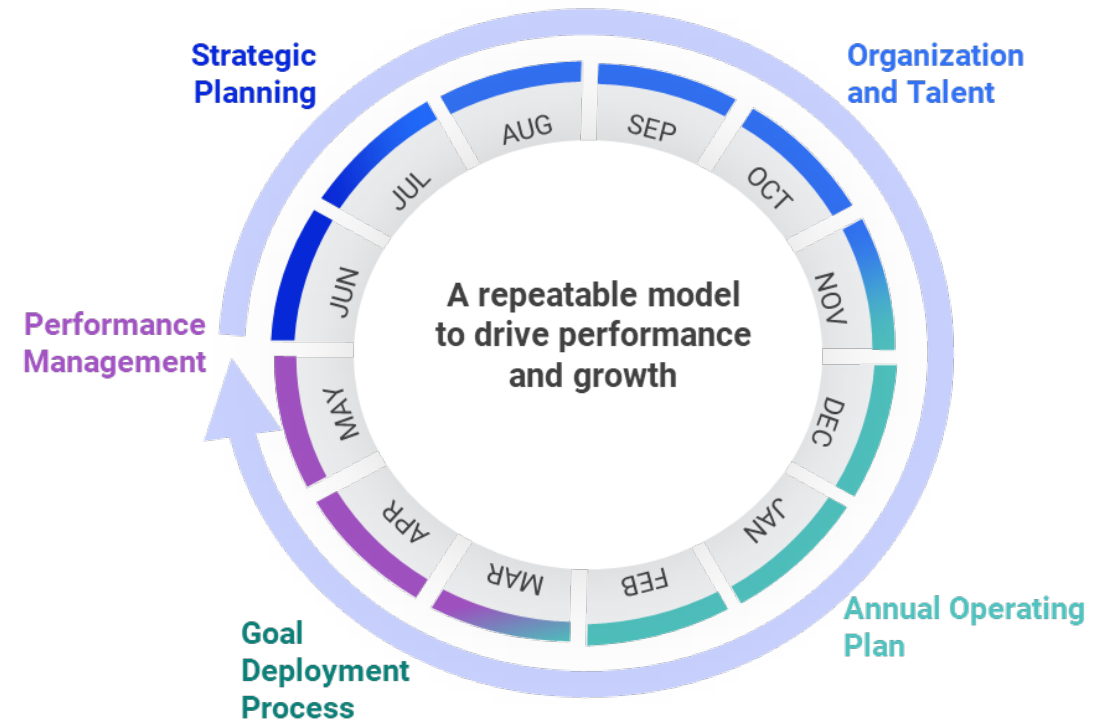 Strategic
Planning
Organization
and Talent
AUG
SEP
JUL
OCT
JUN
NOV
A repeatable model
to drive performance
and growth
Performance
Management
MAY
DEC
APR
JAN
MAR
FEB
Annual Operating
Plan
Goal
Deployment
Process